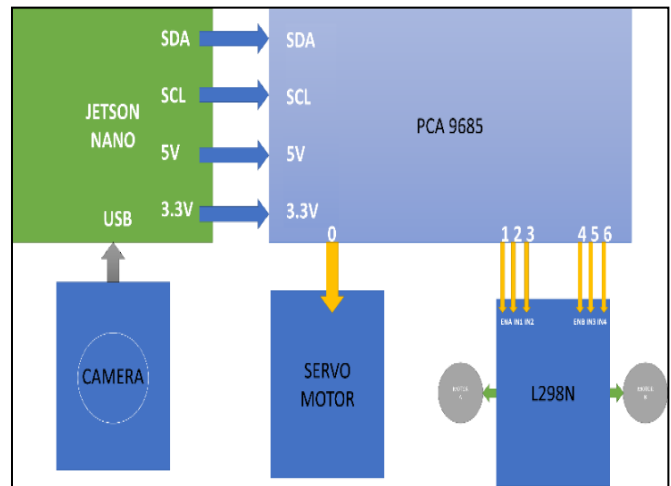 SDA
SCL
JETSON
NANO
5V
3.3V
USB
SDA
SCL
PCA 9685
5V
3.3V
0
1 2 3
4 5 6
CAMERA
SERVO
MOTOR
ENA IN1 IN2
ENB IN3 IN4
L298N